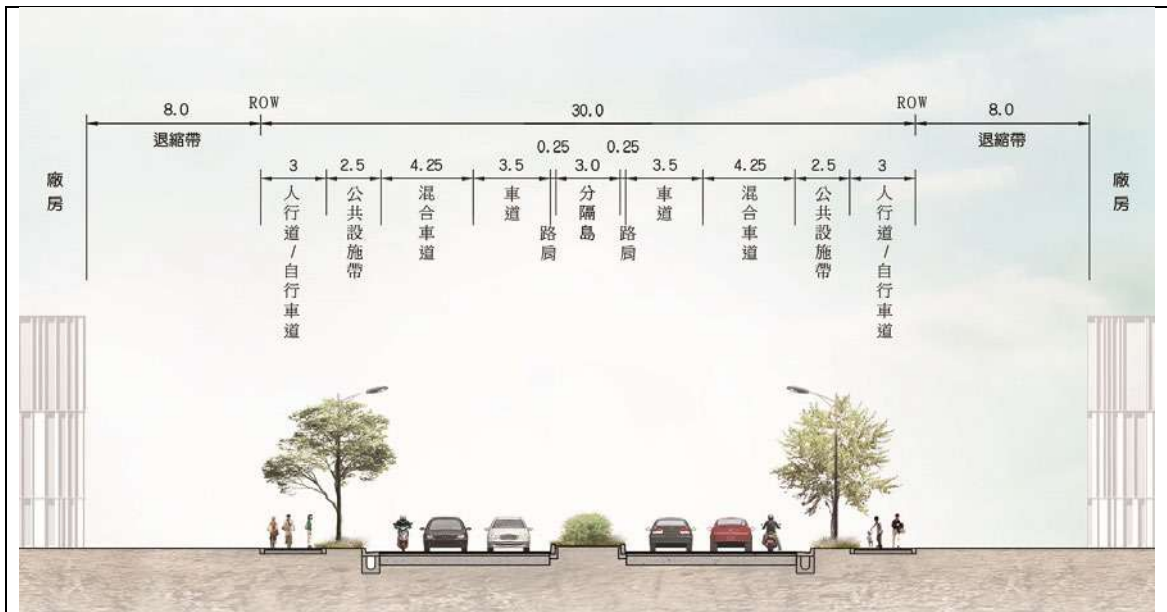 8.0
ROW
30.0
ROW
8.0
退縮帶
退縮帶
0.25
0.25
3
2.5
4.25
3.5
3.0
3.5
4.25
2.5
3
廠房
人行道/自行車道
公共設施帶
混合車道
車道
路肩
分隔島
路肩
車道
混合車道
公共設施帶
人行道/自行車道
廠房